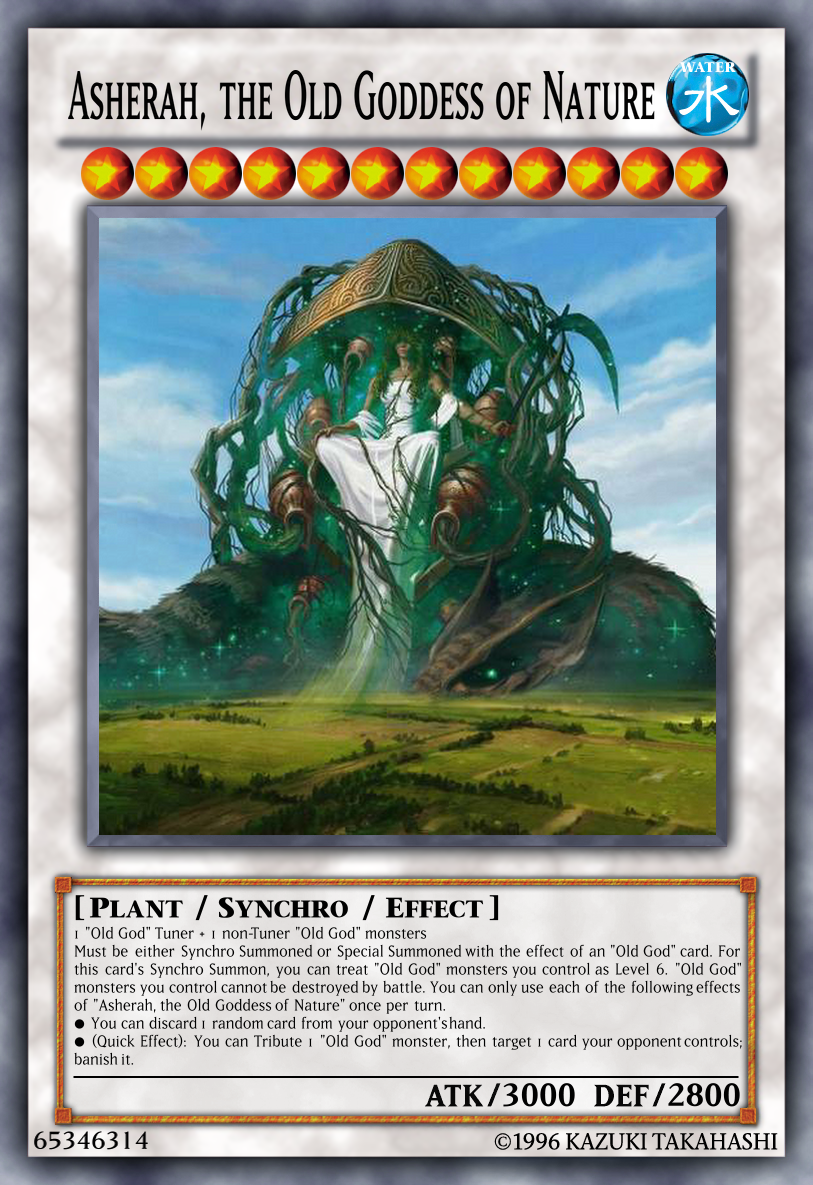 Asherah, the Old Goddess of Nature
WATER
水
[ Plant / Synchro / Effect ]
1 "Old God" Tuner + 1 non-Tuner "Old God" monsters
Must be either Synchro Summoned or Special Summoned with the effect of an "Old God" card. For
this card's Synchro Summon, you can treat "Old God" monsters you control as Level 6. "Old God"
monsters you control cannot be destroyed by battle. You can only use each of the following effects
of "Asherah, the Old Goddess of Nature" once per turn.
● You can discard 1 random card from your opponent's hand.
● (Quick Effect): You can Tribute 1 "Old God" monster, then target 1 card your opponent controls;
banish it.
ATK/3000 DEF/2800
65346314
©1996 KAZUKI TAKAHASHI